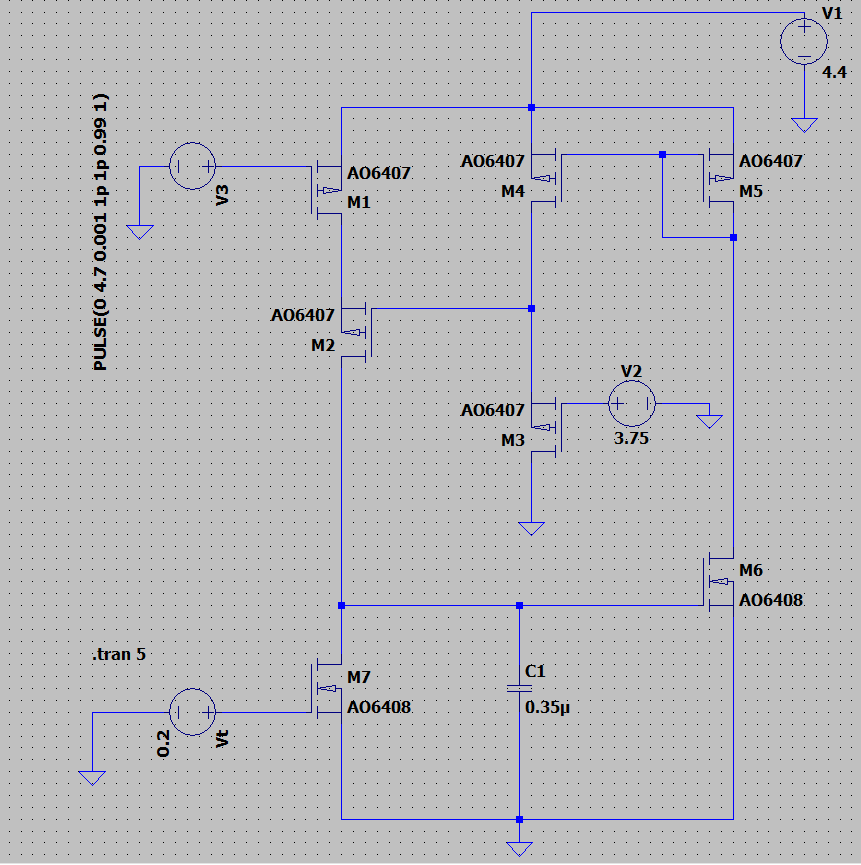 V1
4.4
PULSE(0 4.7 0.001 1p 1p 0.99 1)
V3
AO6407
M1
AO6407
M4
AO6407
M5
AO6407
M2
V2
3.75
AO6407
M3
M6
AO6408
.tran 5
C1
0.35µ
M7
AO6408
0.2
Vt